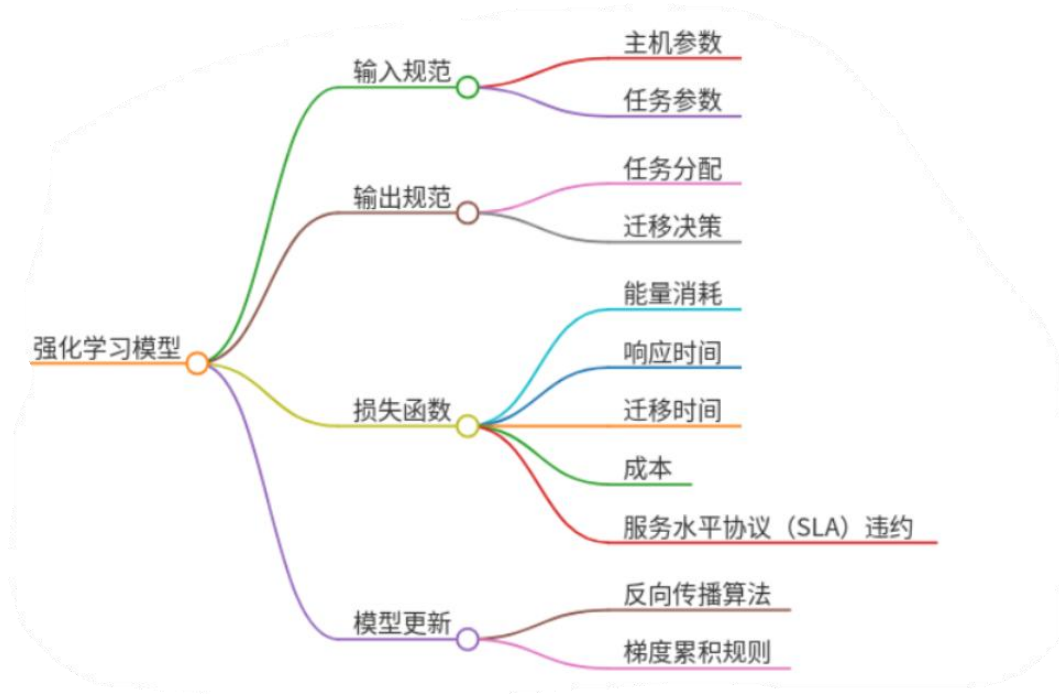 强化学习模型
输入规范
主机参数
任务参数
输出规范
任务分配
迁移决策
损失函数
能量消耗
响应时间
迁移时间
成本
服务水平协议（SLA）违约
模型更新
反向传播算法
梯度累积规则